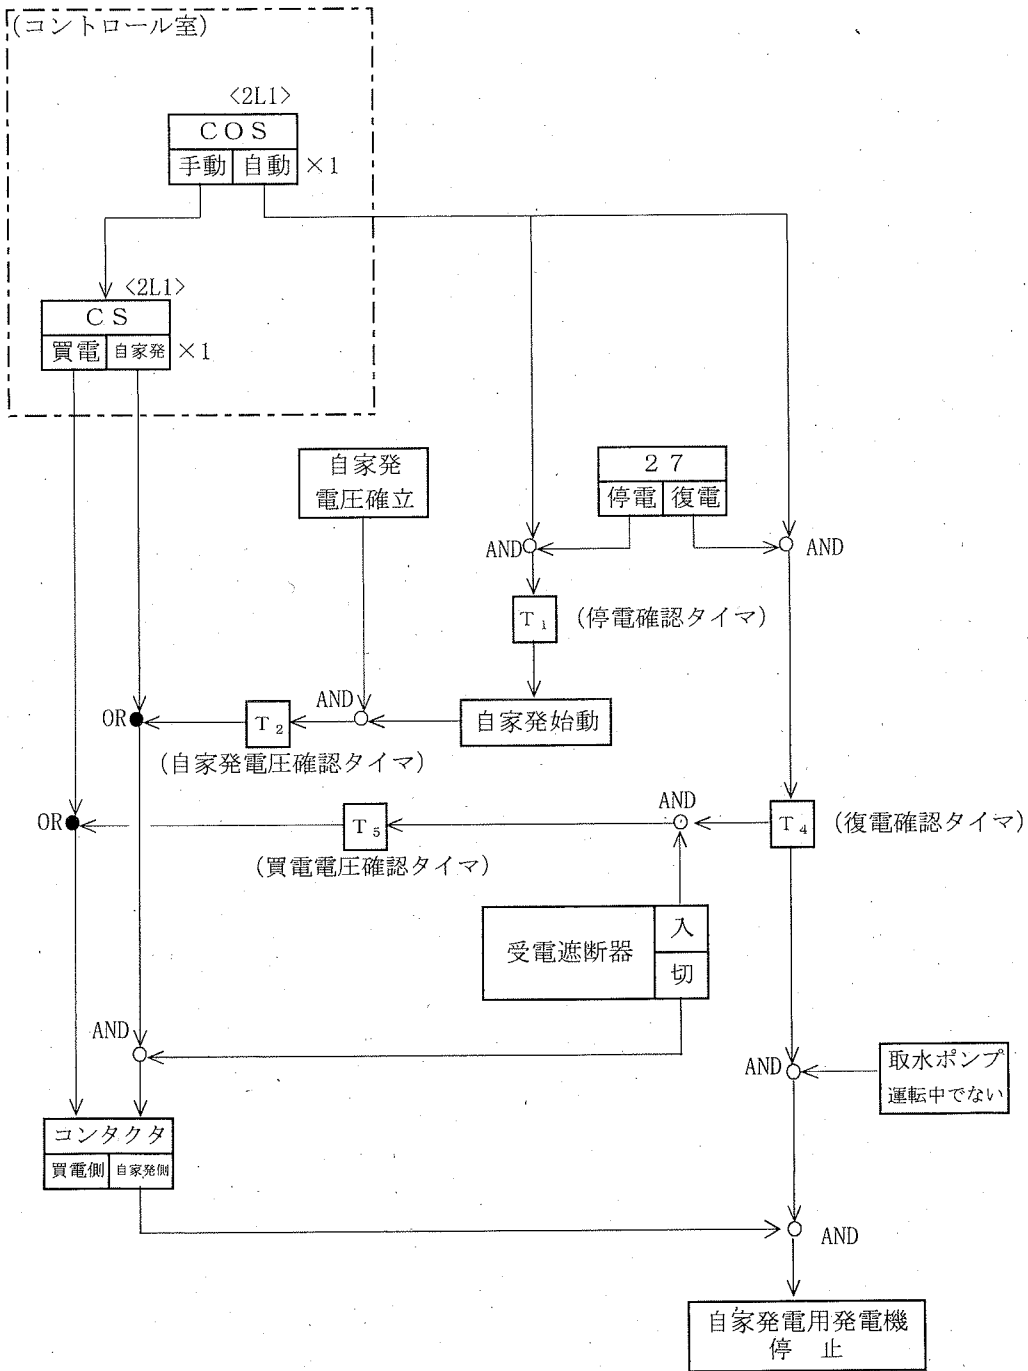 (コントロール室)
<2L1>
COS
手動 自動 ×1
<2L1>
CS
買電 自家発 ×1
自家発
電圧確立
27
停電 復電
AND
AND
T₁ (停電確認タイマ)
AND
OR T₂ 自家発始動
(自家発電圧確認タイマ)
AND
OR T₅ T₄ (復電確認タイマ)
(買電電圧確認タイマ)
受電遮断器 入
切
AND
AND 取水ポンプ
運転中でない
コンタクタ
買電側 自家発側
AND
自家発電用発電機
停 止